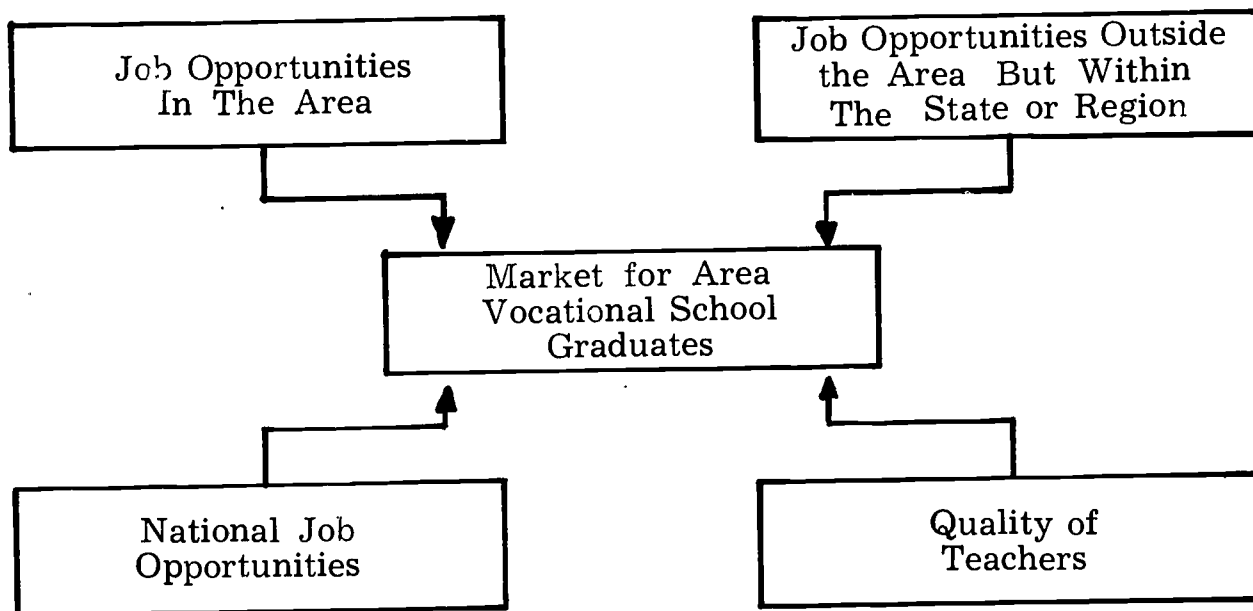 Job Opportunities
In The Area
Job Opportunities Outside
the Area But Within
The State or Region
Market for Area
Vocational School
Graduates
National Job
Opportunities
Quality of
Teachers